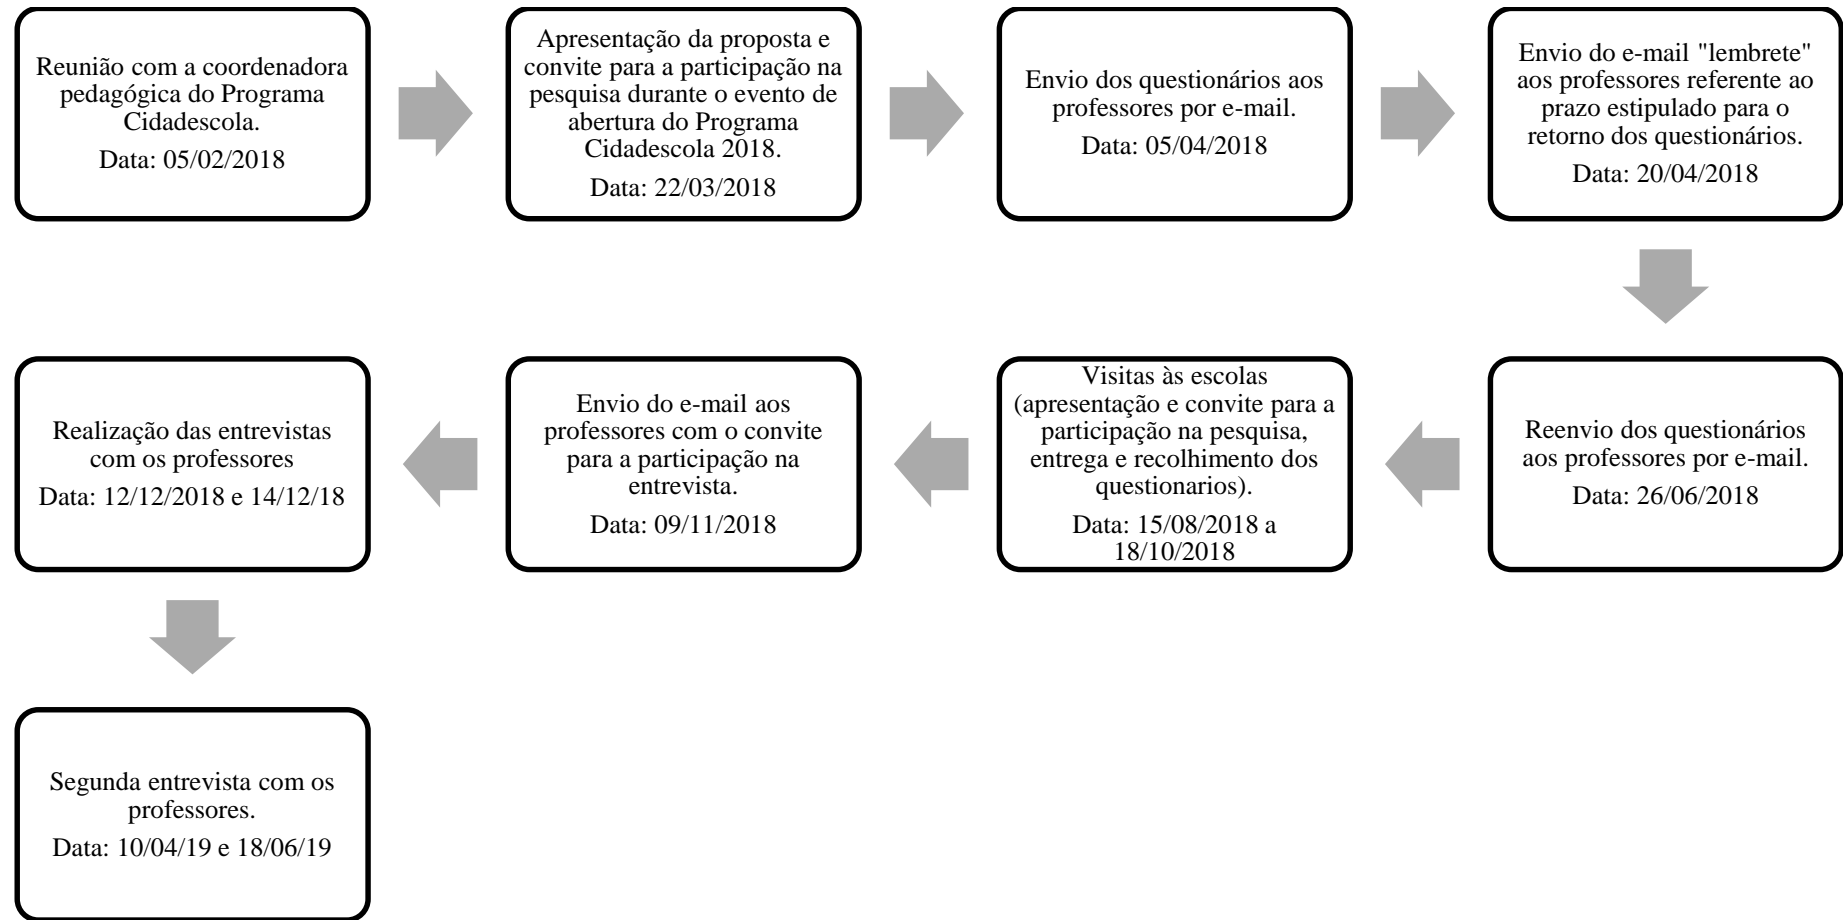 Reunião com a coordenadora
pedagógica do Programa
Cidadescola.
Data: 05/02/2018
Apresentação da proposta e
convite para a participação na
pesquisa durante o evento de
abertura do Programa
Cidadescola 2018.
Data: 22/03/2018
Envio dos questionários aos
professores por e-mail.
Data: 05/04/2018
Envio do e-mail "lembrete"
aos professores referente ao
prazo estipulado para o
retorno dos questionários.
Data: 20/04/2018
Reenvio dos questionários
aos professores por e-mail.
Data: 26/06/2018
Visitas às escolas
(apresentação e convite para a
participação na pesquisa,
entrega e recolhimento dos
questionarios).
Data: 15/08/2018 a
18/10/2018
Envio do e-mail aos
professores com o convite
para a participação na
entrevista.
Data: 09/11/2018
Realização das entrevistas
com os professores
Data: 12/12/2018 e 14/12/18
Segunda entrevista com os
professores.
Data: 10/04/19 e 18/06/19